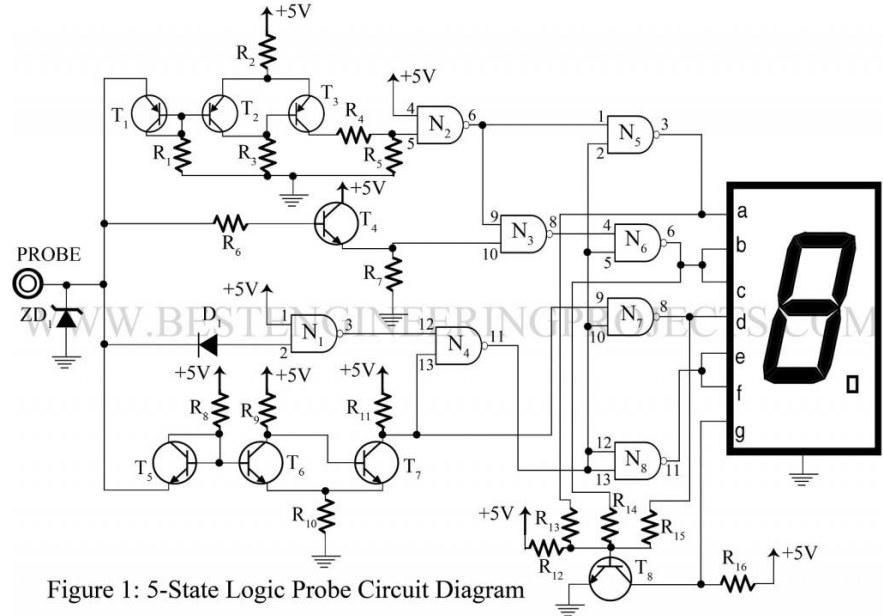 +5V
R2
T3
+5V
T1
T2
R4
4
N2
6
1
N5
3
5
2
R1
R3
R5
+5V
a
T4
9
N3
8
4
N6
6
b
R6
10
5
PROBE
R7
c
+5V
D1
9
N7
8
ZD1
1
N1
3
12
N4
11
10
d
WWW.BESTENGINEERINGPROJECTS.COM
2
13
e
+5V
+5V
+5V
f
R8
R9
R11
g
T5
T6
T7
12
N8
11
13
R10
+5V
R13
R14
R15
+5V
R12
T8
R16
Figure 1: 5-State Logic Probe Circuit Diagram